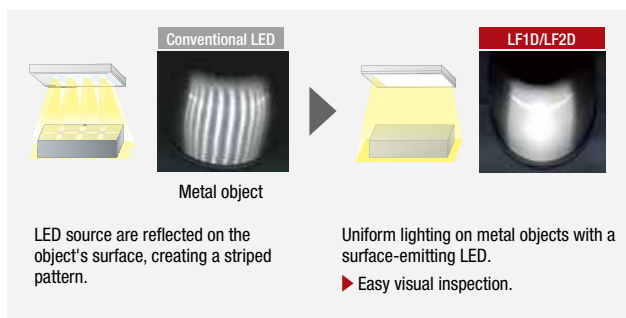 Conventional LED
LF1D/LF2D
Metal object
LED source are reflected on the
object's surface, creating a striped
pattern.
Uniform lighting on metal objects with a
surface-emitting LED.
Easy visual inspection.